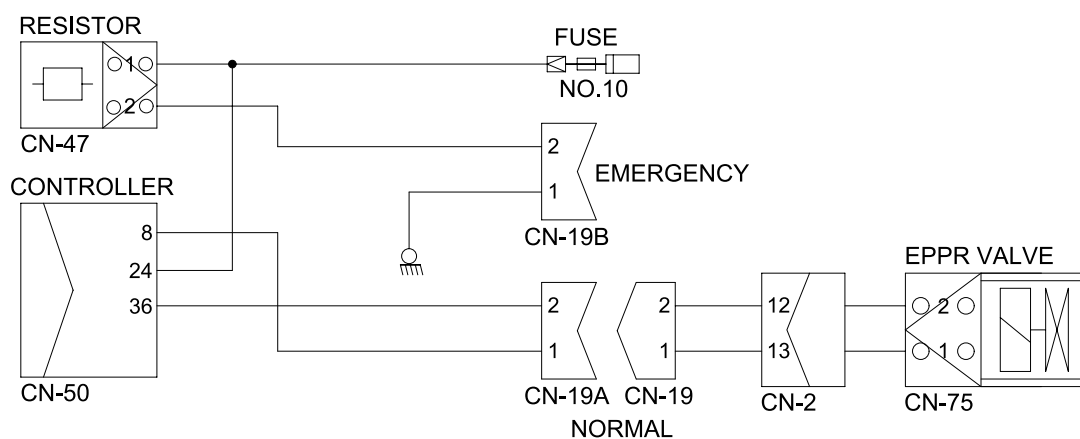 RESISTOR
1
2
CN-47
FUSE
NO.10
2
1
EMERGENCY
CN-19B
CONTROLLER
8
24
36
CN-50
2
1
CN-19A
2
1
CN-19
NORMAL
12
13
CN-2
EPPR VALVE
2
1
CN-75